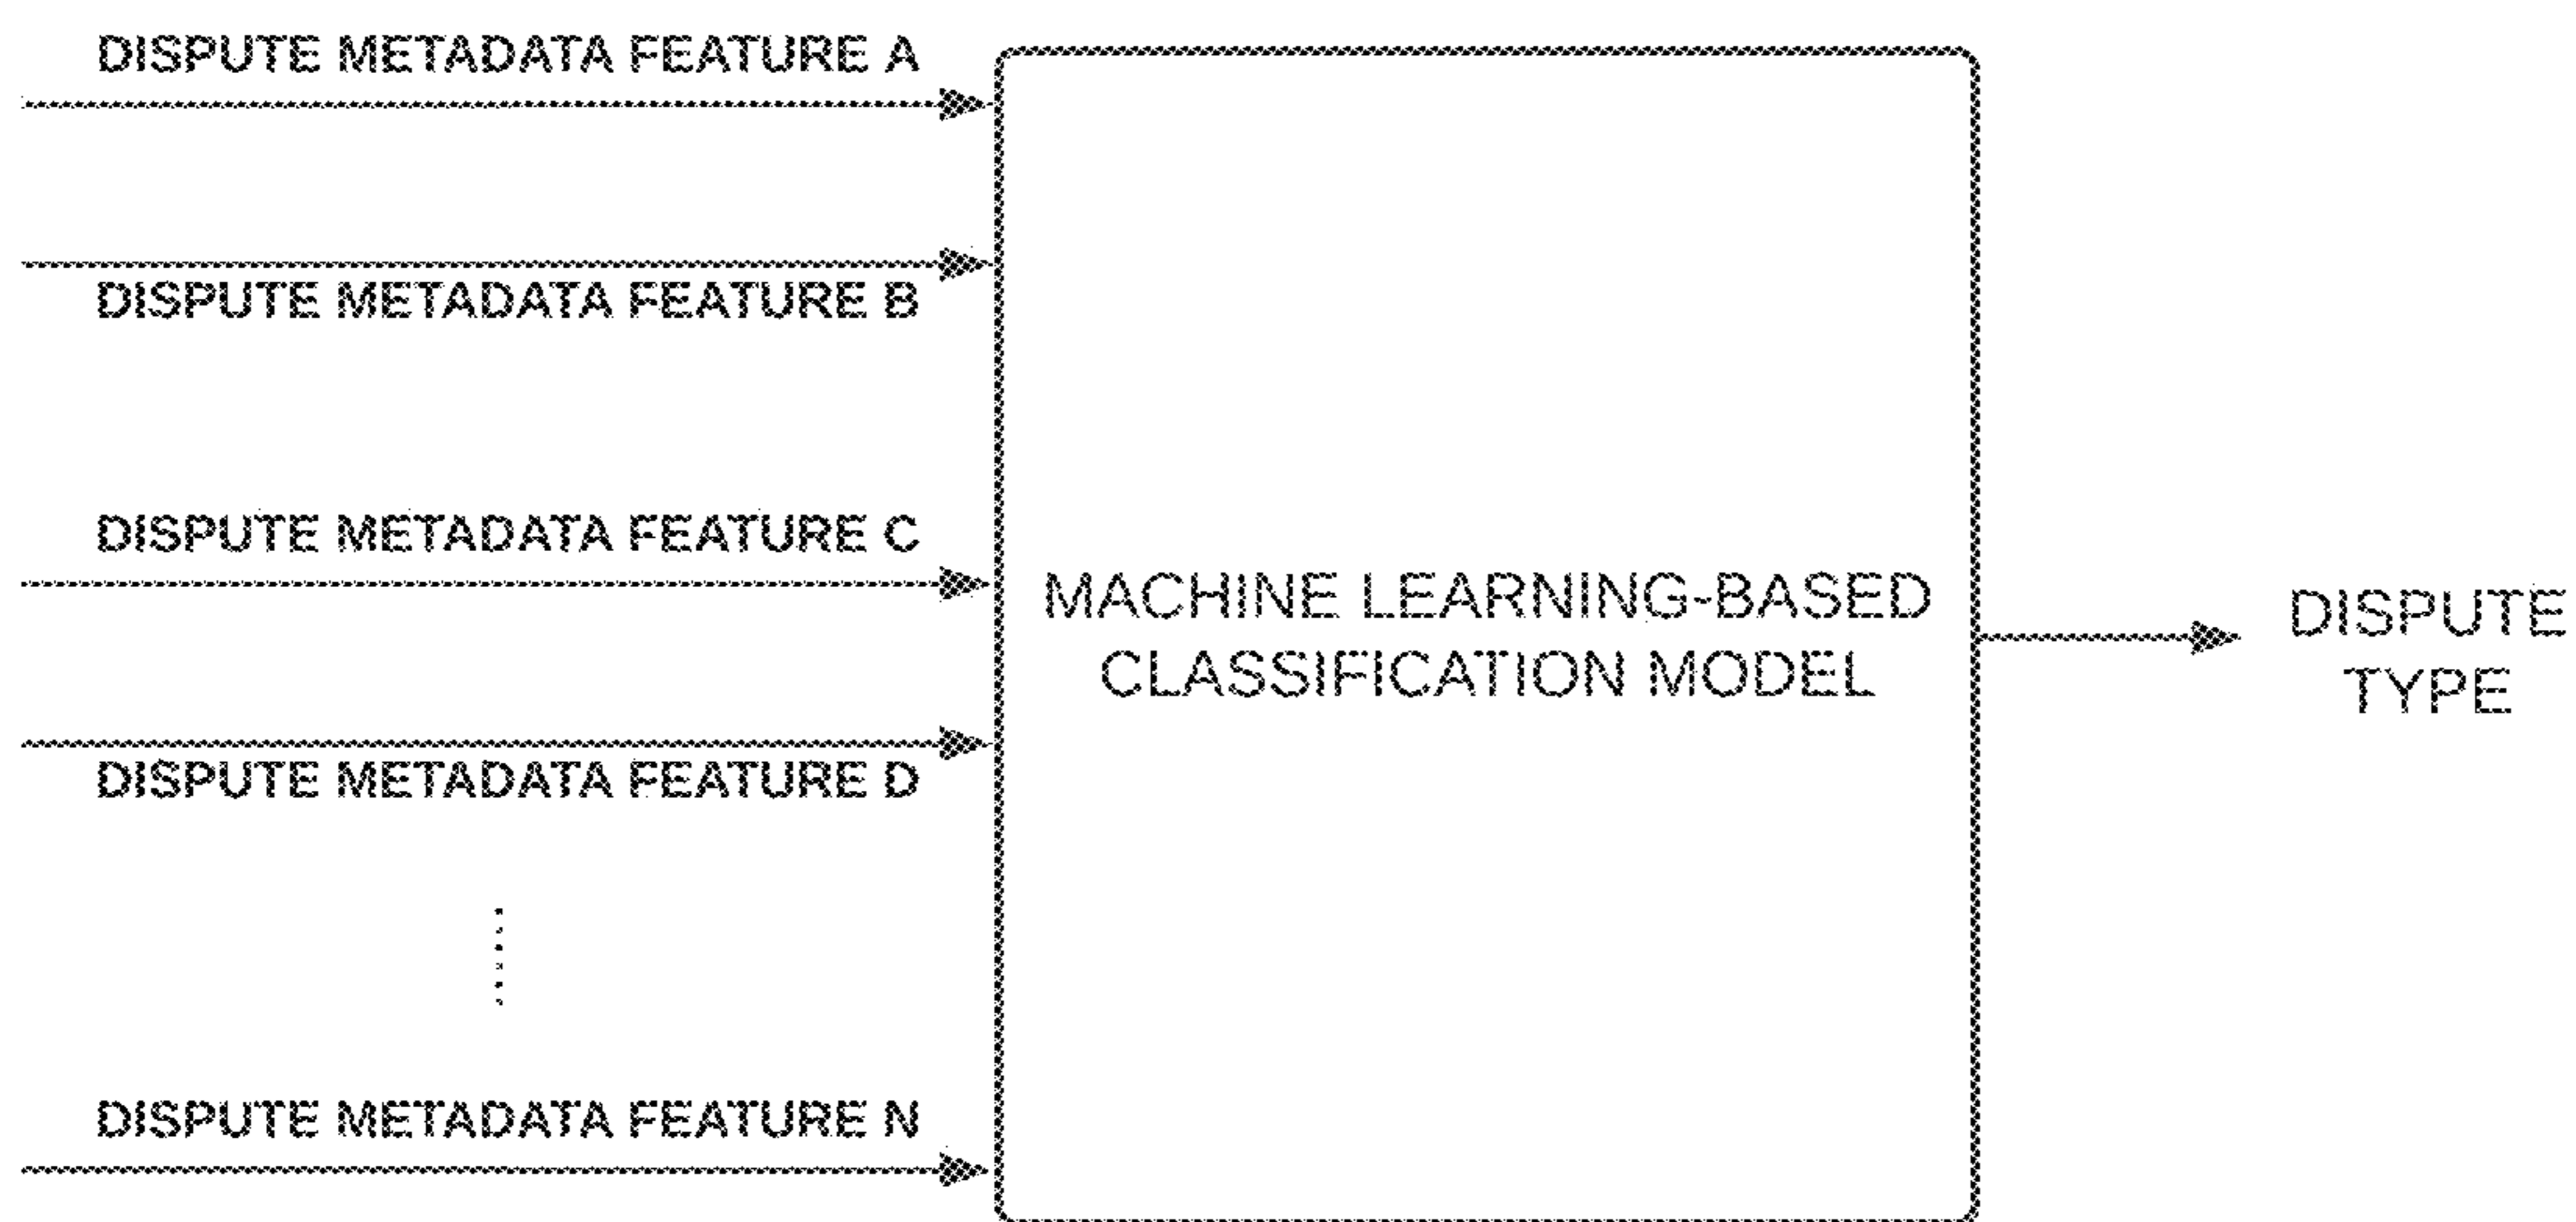 DISPUTE METADATA FEATURE A
DISPUTE METADATA FEATURE B
DISPUTE METADATA FEATURE C
DISPUTE METADATA FEATURE D
DISPUTE METADATA FEATURE N
MACHINE LEARNING-BASED
CLASSIFICATION MODEL
DISPUTE
TYPE